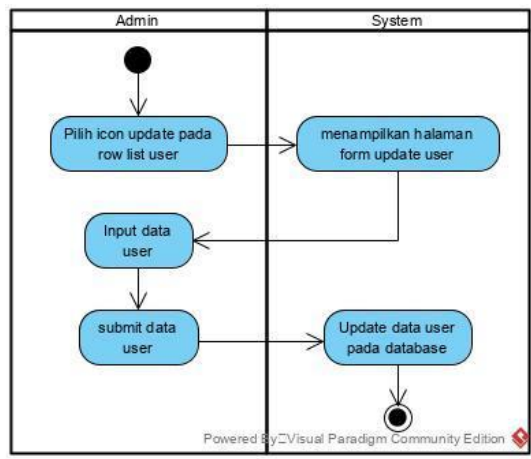 Admin
System
Pilih icon update pada
row list user
menampilkan halaman
form update user
Input data
user
submit data
user
Update data user
pada database
Powered By Visual Paradigm Community Edition